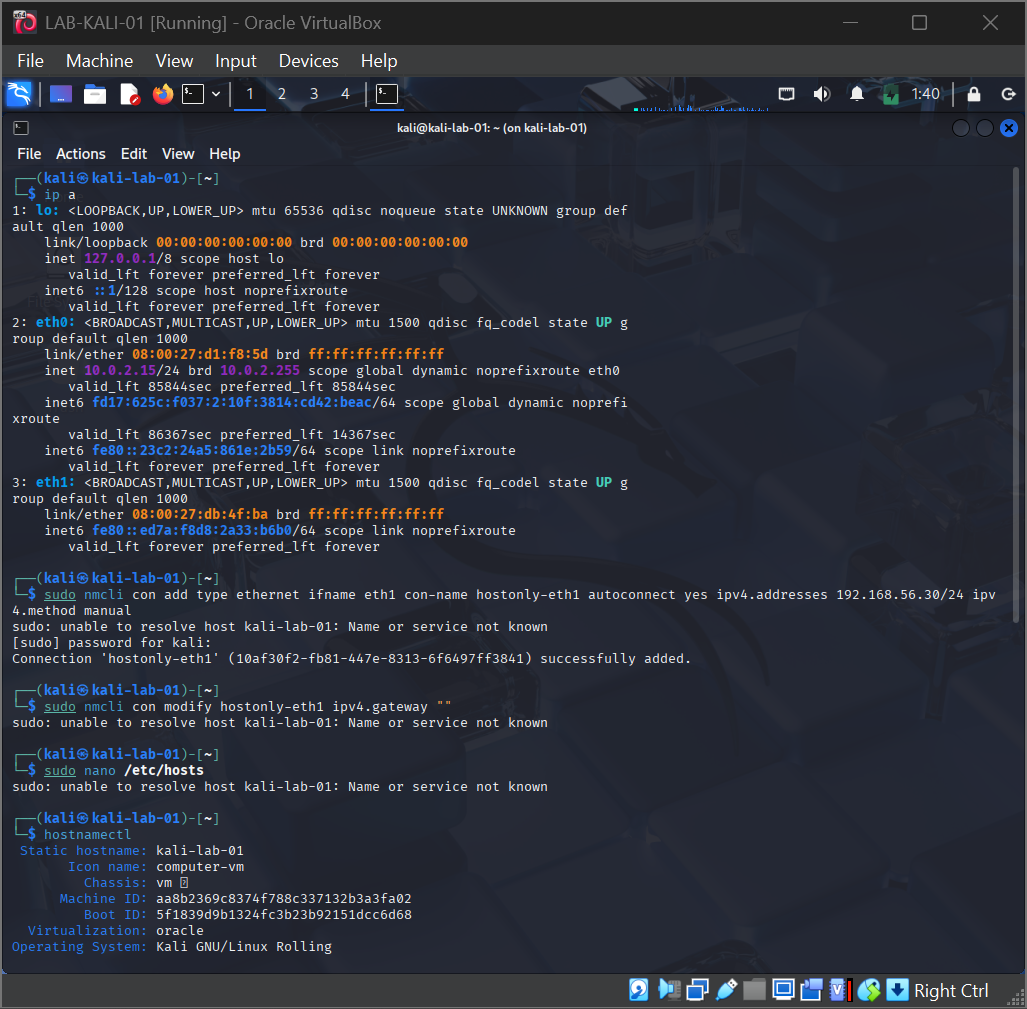 LAB-KALI-01 [Running] - Oracle VirtualBox
File Machine View Input Devices Help
1 2 3 4 1:40
kali@kali-lab-01: ~ (on kali-lab-01)
File Actions Edit View Help
┌──(kali㉿kali-lab-01)-[~]
└─$ ip a
1: lo: <LOOPBACK,UP,LOWER_UP> mtu 65536 qdisc noqueue state UNKNOWN group def
ault qlen 1000
    link/loopback 00:00:00:00:00:00 brd 00:00:00:00:00:00
    inet 127.0.0.1/8 scope host lo
       valid_lft forever preferred_lft forever
    inet6 ::1/128 scope host noprefixroute
       valid_lft forever preferred_lft forever
2: eth0: <BROADCAST,MULTICAST,UP,LOWER_UP> mtu 1500 qdisc fq_codel state UP g
roup default qlen 1000
    link/ether 08:00:27:d1:f8:5d brd ff:ff:ff:ff:ff:ff
    inet 10.0.2.15/24 brd 10.0.2.255 scope global dynamic noprefixroute eth0
       valid_lft 85844sec preferred_lft 85844sec
    inet6 fd17:625c:f037:2:10f:3814:cd42:beac/64 scope global dynamic noprefi
xroute
       valid_lft 86367sec preferred_lft 14367sec
    inet6 fe80::23c2:24a5:861e:2b59/64 scope link noprefixroute
       valid_lft forever preferred_lft forever
3: eth1: <BROADCAST,MULTICAST,UP,LOWER_UP> mtu 1500 qdisc fq_codel state UP g
roup default qlen 1000
    link/ether 08:00:27:db:4f:ba brd ff:ff:ff:ff:ff:ff
    inet6 fe80::ed7a:f8d8:2a33:b6b0/64 scope link noprefixroute
       valid_lft forever preferred_lft forever
┌──(kali㉿kali-lab-01)-[~]
└─$ sudo nmcli con add type ethernet ifname eth1 con-name hostonly-eth1 autoconnect yes ipv4.addresses 192.168.56.30/24 ipv
4.method manual
sudo: unable to resolve host kali-lab-01: Name or service not known
[sudo] password for kali:
Connection 'hostonly-eth1' (10af30f2-fb81-447e-8313-6f6497ff3841) successfully added.
┌──(kali㉿kali-lab-01)-[~]
└─$ sudo nmcli con modify hostonly-eth1 ipv4.gateway ""
sudo: unable to resolve host kali-lab-01: Name or service not known
┌──(kali㉿kali-lab-01)-[~]
└─$ sudo nano /etc/hosts
sudo: unable to resolve host kali-lab-01: Name or service not known
┌──(kali㉿kali-lab-01)-[~]
└─$ hostnamectl
 Static hostname: kali-lab-01
       Icon name: computer-vm
         Chassis: vm
      Machine ID: aa8b2369c8374f788c337132b3a3fa02
         Boot ID: 5f1839d9b1324fc3b23b92151dcc6d68
  Virtualization: oracle
Operating System: Kali GNU/Linux Rolling
Right Ctrl